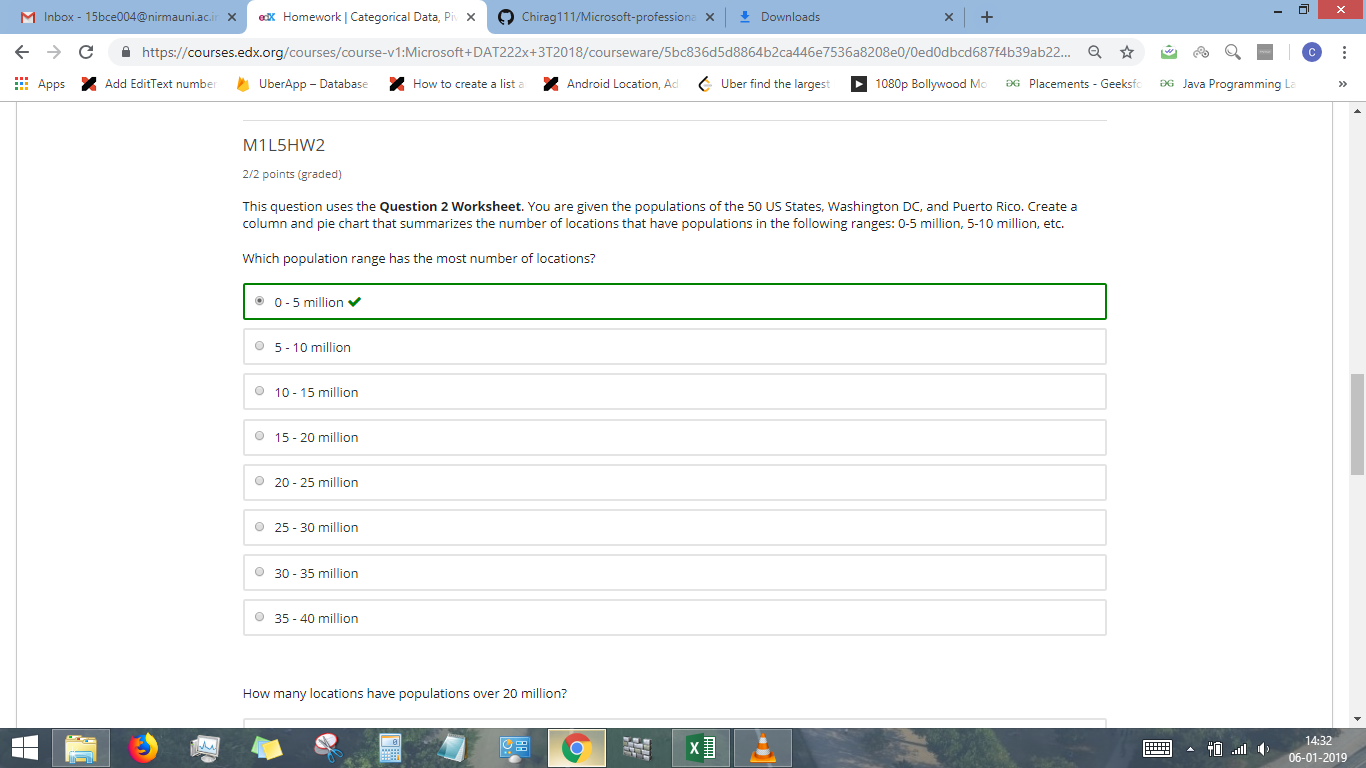 Inbox - 15bce004@nirmauni.ac.in
edX Homework | Categorical Data, Piv
Chirag111/Microsoft-professiona
Downloads
https://courses.edx.org/courses/course-v1:Microsoft+DAT222x+3T2018/courseware/5bc836d5d8864b2ca446e7536a8208e0/0ed0dbcd687f4b39ab22...
C
Apps
Add EditText number
UberApp – Database
How to create a list a
Android Location, Ad
Uber find the largest
1080p Bollywood Mo
Placements - Geeksfo
Java Programming La
»
M1L5HW2
2/2 points (graded)
This question uses the Question 2 Worksheet. You are given the populations of the 50 US States, Washington DC, and Puerto Rico. Create a
column and pie chart that summarizes the number of locations that have populations in the following ranges: 0-5 million, 5-10 million, etc.
Which population range has the most number of locations?
0 - 5 million
5 - 10 million
10 - 15 million
15 - 20 million
20 - 25 million
25 - 30 million
30 - 35 million
35 - 40 million
How many locations have populations over 20 million?
14:32
06-01-2019